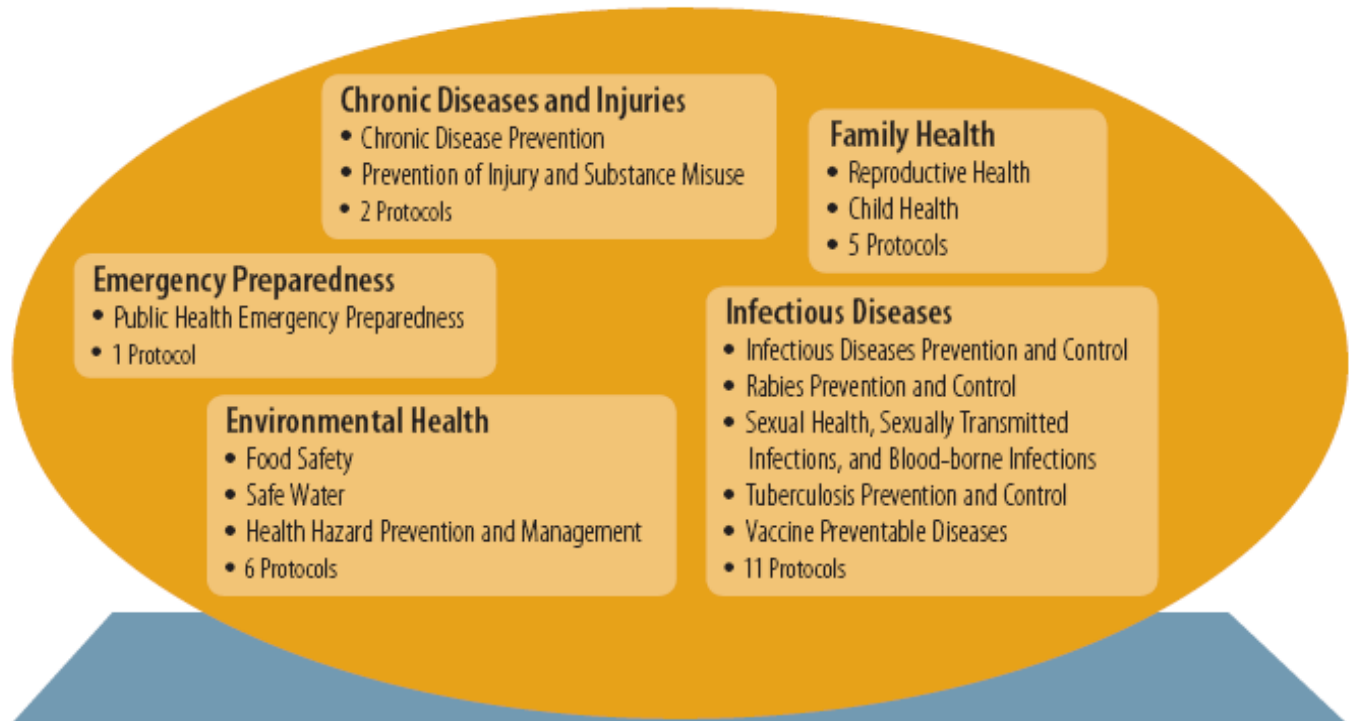 Chronic Diseases and Injuries
• Chronic Disease Prevention
• Prevention of Injury and Substance Misuse
• 2 Protocols
Family Health
• Reproductive Health
• Child Health
• 5 Protocols
Emergency Preparedness
• Public Health Emergency Preparedness
• 1 Protocol
Infectious Diseases
• Infectious Diseases Prevention and Control
• Rabies Prevention and Control
• Sexual Health, Sexually Transmitted
Infections, and Blood-borne Infections
• Tuberculosis Prevention and Control
• Vaccine Preventable Diseases
• 11 Protocols
Environmental Health
• Food Safety
• Safe Water
• Health Hazard Prevention and Management
• 6 Protocols